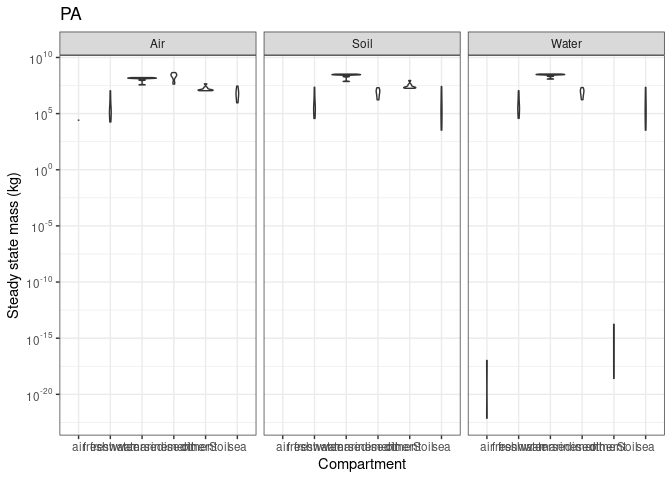 PA
Air
Soil
Water
10^10
10^5
10^0
10^-5
10^-10
10^-15
10^-20
Steady state mass (kg)
air
sea
air
sea
air
sea
Compartment